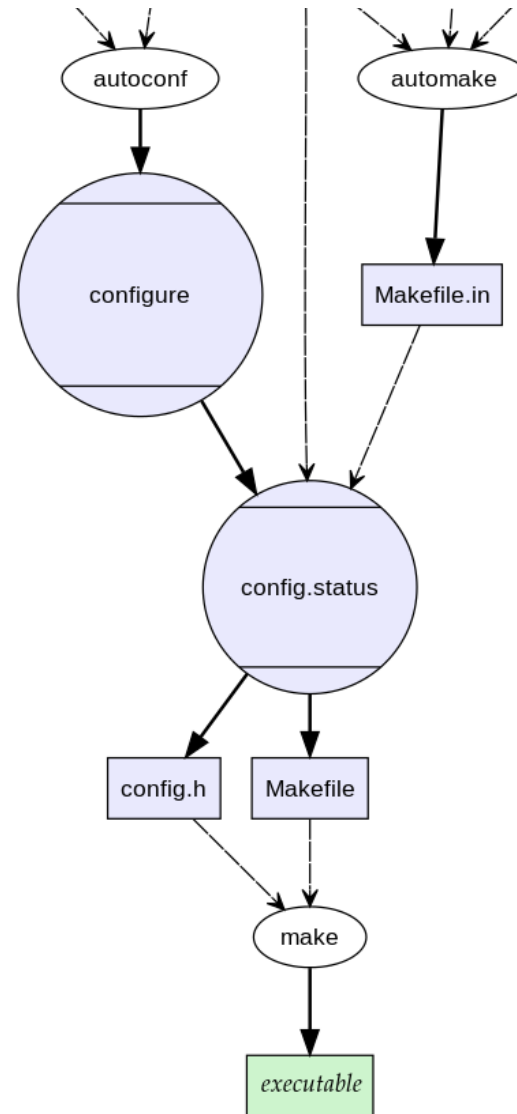 autoconf
automake
configure
Makefile.in
config.status
config.h
Makefile
make
executable